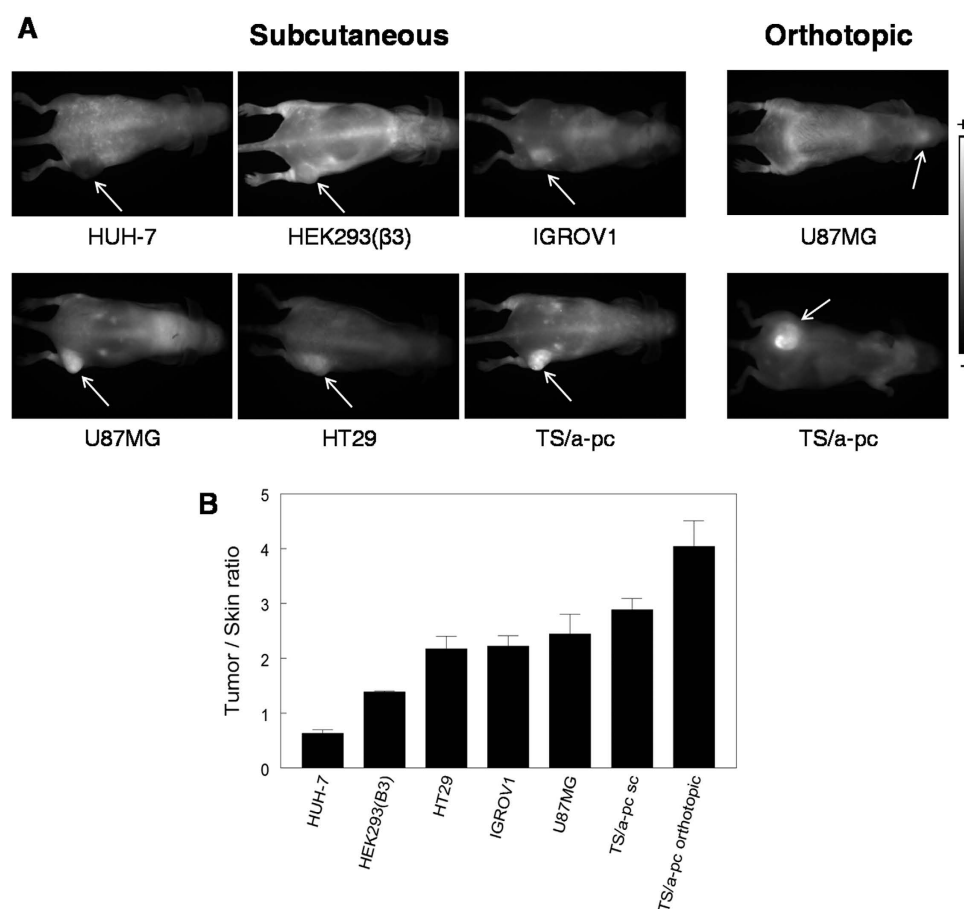 A
Subcutaneous
Orthotopic
HUH-7
HEK293(β3)
IGROV1
U87MG
+
-
U87MG
HT29
TS/a-pc
TS/a-pc
B
Tumor / Skin ratio
5
4
3
2
1
0
HUH-7
HEK293(B3)
HT29
IGROV1
U87MG
TS/a-pc sc
TS/a-pc orthotopic